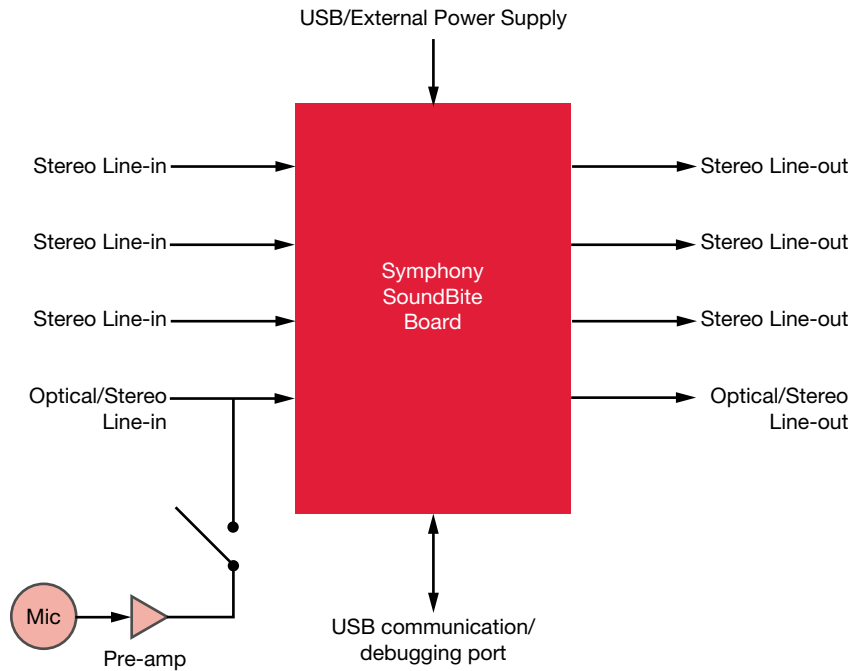 USB/External Power Supply
Stereo Line-in
Stereo Line-out
Stereo Line-in
Stereo Line-out
Symphony
SoundBite
Board
Stereo Line-in
Stereo Line-out
Optical/Stereo
Line-in
Optical/Stereo
Line-out
Mic
Pre-amp
USB communication/
debugging port